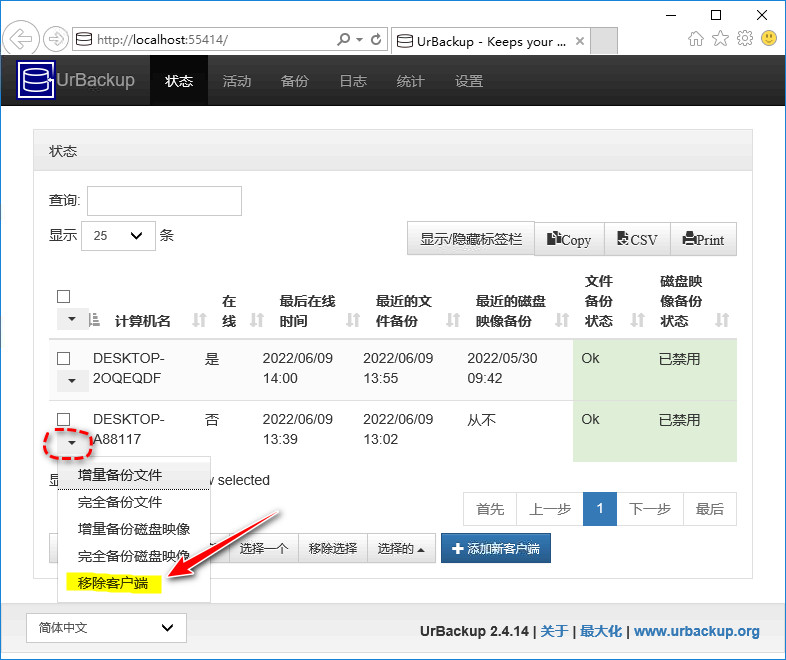 http://localhost:55414/
UrBackup - Keeps your ...
UrBackup 状态 活动 备份 日志 统计 设置
状态
查询:
显示 25 条
显示/隐藏标签栏 Copy CSV Print
计算机名 在线 最后在线时间 最近的文件备份 最近的磁盘映像备份 文件备份状态 磁盘映像备份状态
DESKTOP- 是 2022/06/09 2022/06/09 2022/05/30 Ok 已禁用
2OQEQDF 14:00 13:55 09:42
DESKTOP- 否 2022/06/09 2022/06/09 从不 Ok 已禁用
A88117 13:39 13:02
selected
增量备份文件
完全备份文件
增量备份磁盘映像
完全备份磁盘映像
移除客户端
首先 上一步 1 下一步 最后
选择一个 移除选择 选择的 添加新客户端
简体中文
UrBackup 2.4.14 | 关于 | 最大化 | www.urbackup.org